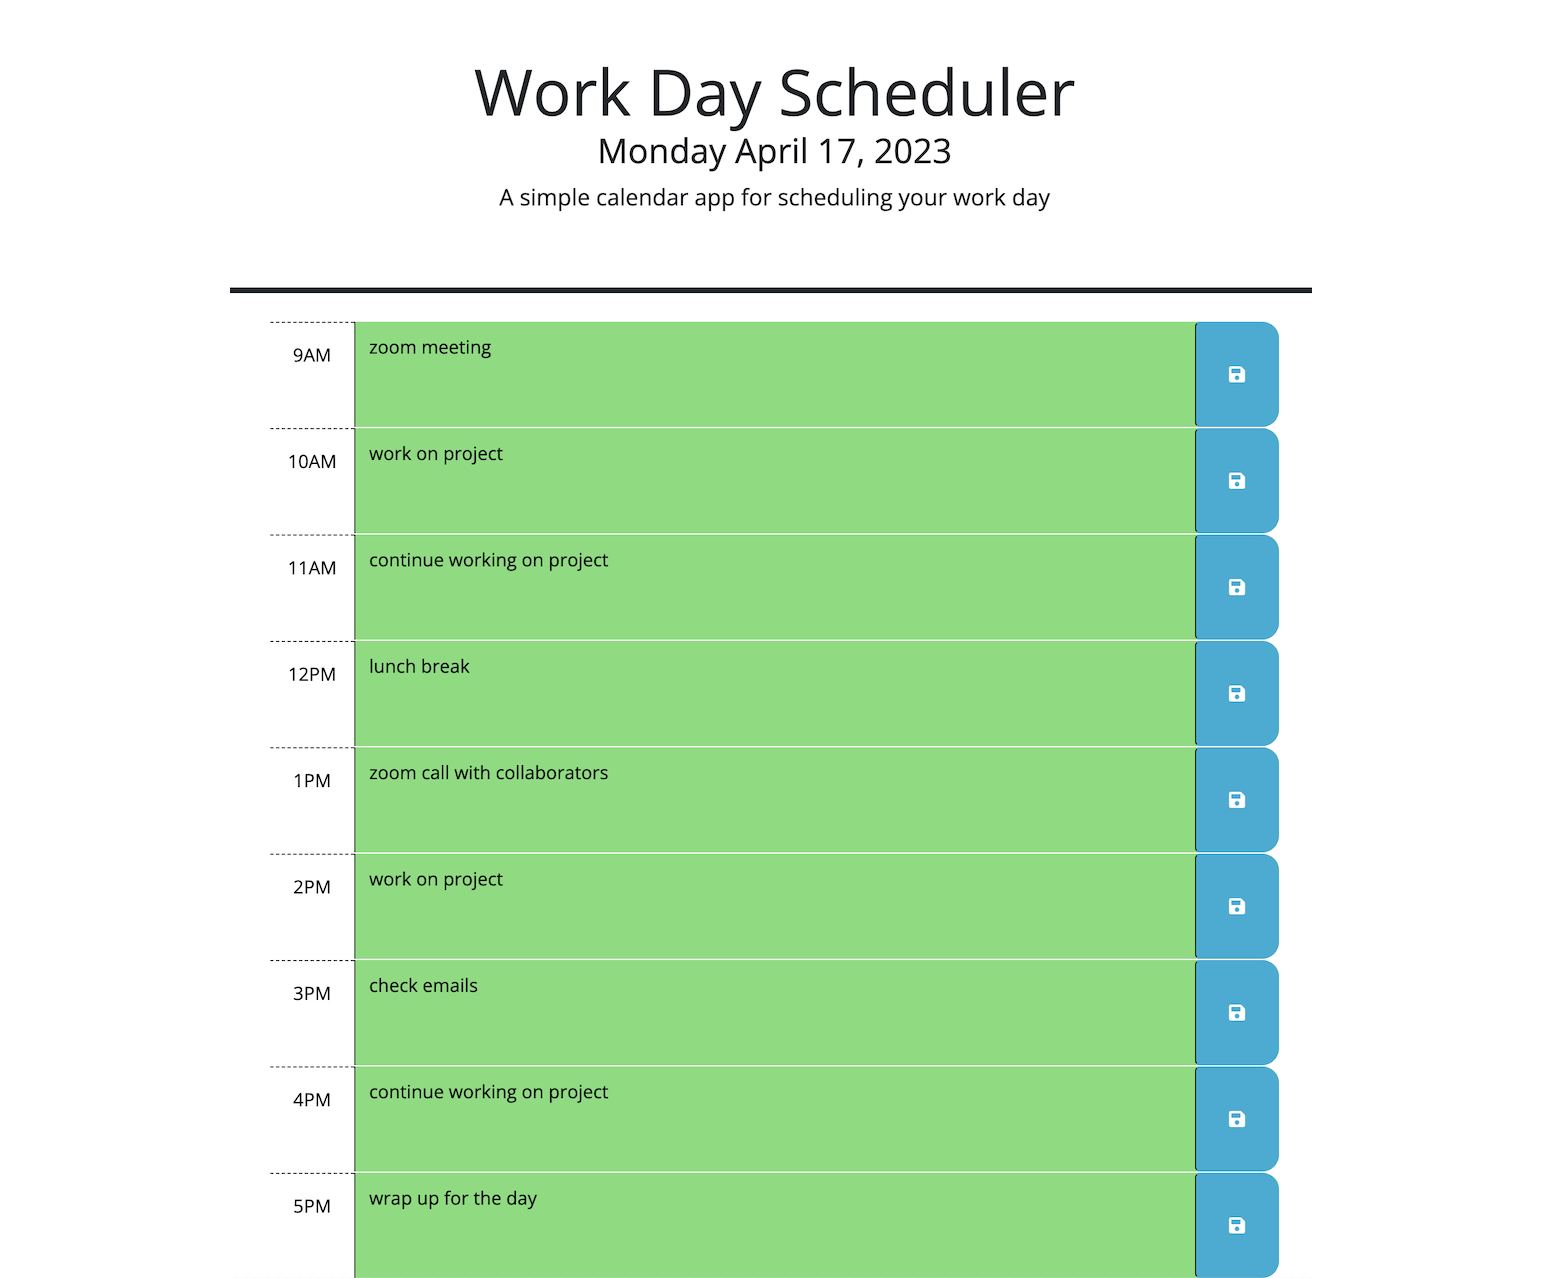 Work Day Scheduler
Monday April 17, 2023
A simple calendar app for scheduling your work day
9AM
zoom meeting
10AM
work on project
11AM
continue working on project
12PM
lunch break
1PM
zoom call with collaborators
2PM
work on project
3PM
check emails
4PM
continue working on project
5PM
wrap up for the day